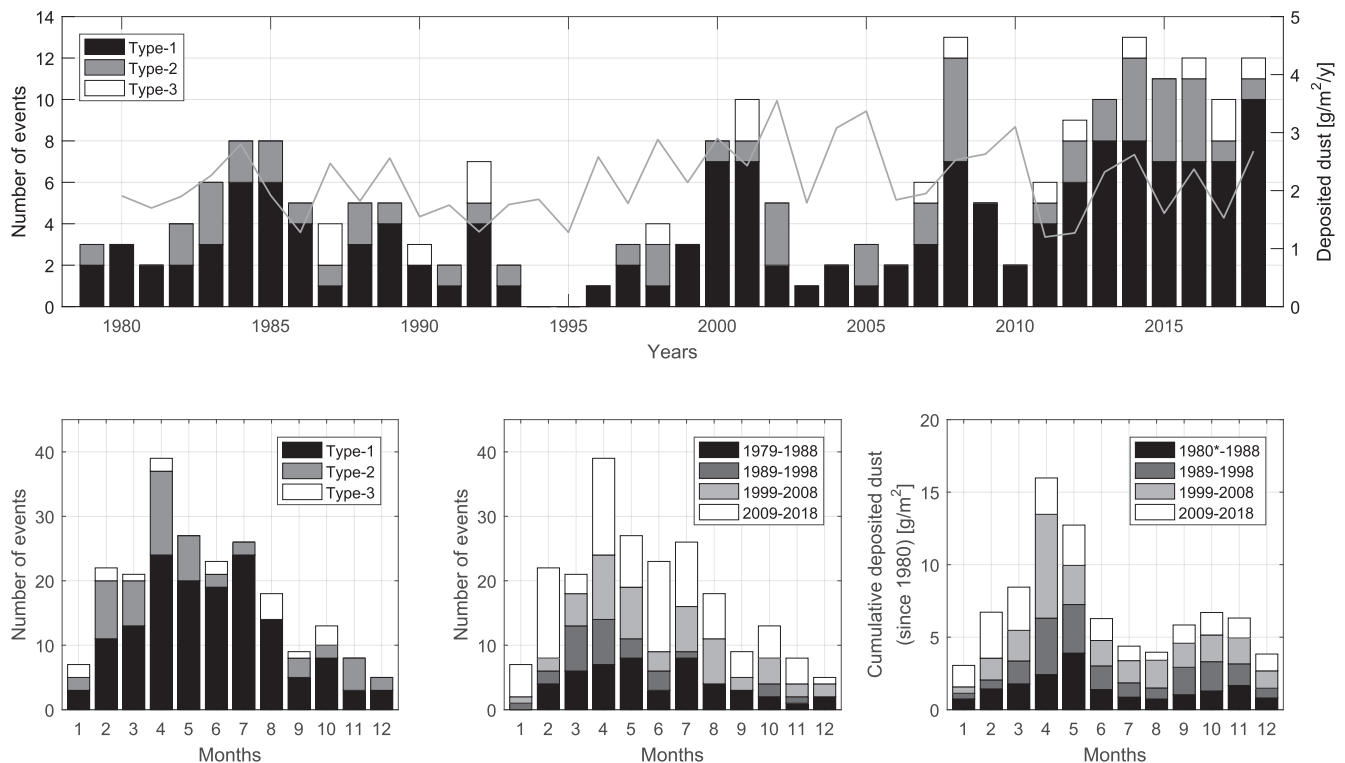 14
12
10
8
6
4
2
0
Number of events
Type-1
Type-2
Type-3
5
4
3
2
1
0
Deposited dust [g/m²/y]
1980 1985 1990 1995 2000 2005 2010 2015
Years
40
30
20
10
0
Number of events
Type-1
Type-2
Type-3
1 2 3 4 5 6 7 8 9 10 11 12
Months
40
30
20
10
0
Number of events
1979-1988
1989-1998
1999-2008
2009-2018
1 2 3 4 5 6 7 8 9 10 11 12
Months
20
15
10
5
0
Cumulative deposited dust
(since 1980) [g/m²]
1980*-1988
1989-1998
1999-2008
2009-2018
1 2 3 4 5 6 7 8 9 10 11 12
Months